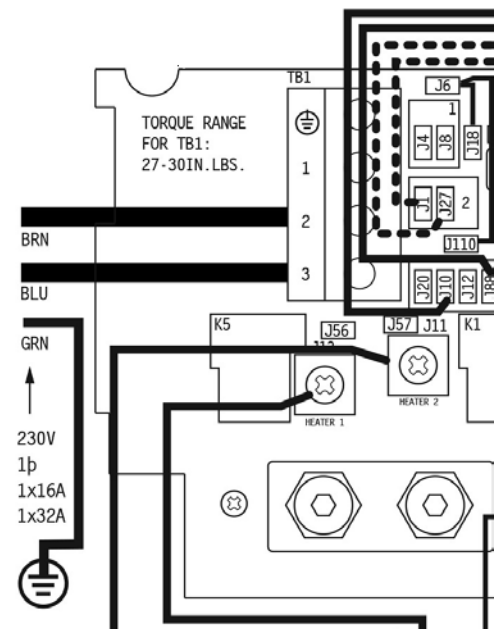 TB1
J6
TORQUE RANGE
FOR TB1:
27-30IN.LBS.
1
1
2
3
J4
J8
J18
J1
J27
2
J110
BRN
BLU
GRN
J20
J10
J12
J88
K5
J56
J57
J11
K1
HEATER 1
HEATER 2
230V
1þ
1x16A
1x32A